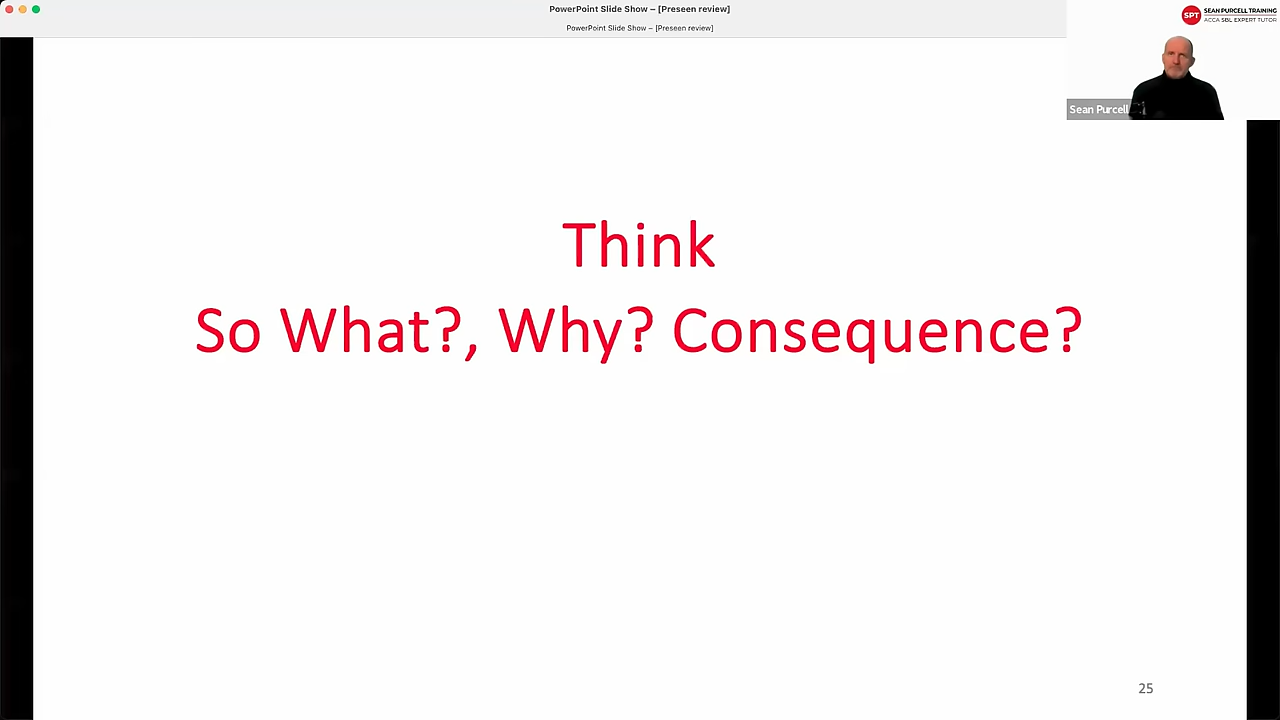 PowerPoint Slide Show – [Preseen review]
PowerPoint Slide Show – [Preseen review]
SPT
SEAN PURCELL TRAINING
ACCA SBL EXPERT TUTOR
Sean Purcell
Think
So What?, Why? Consequence?
25